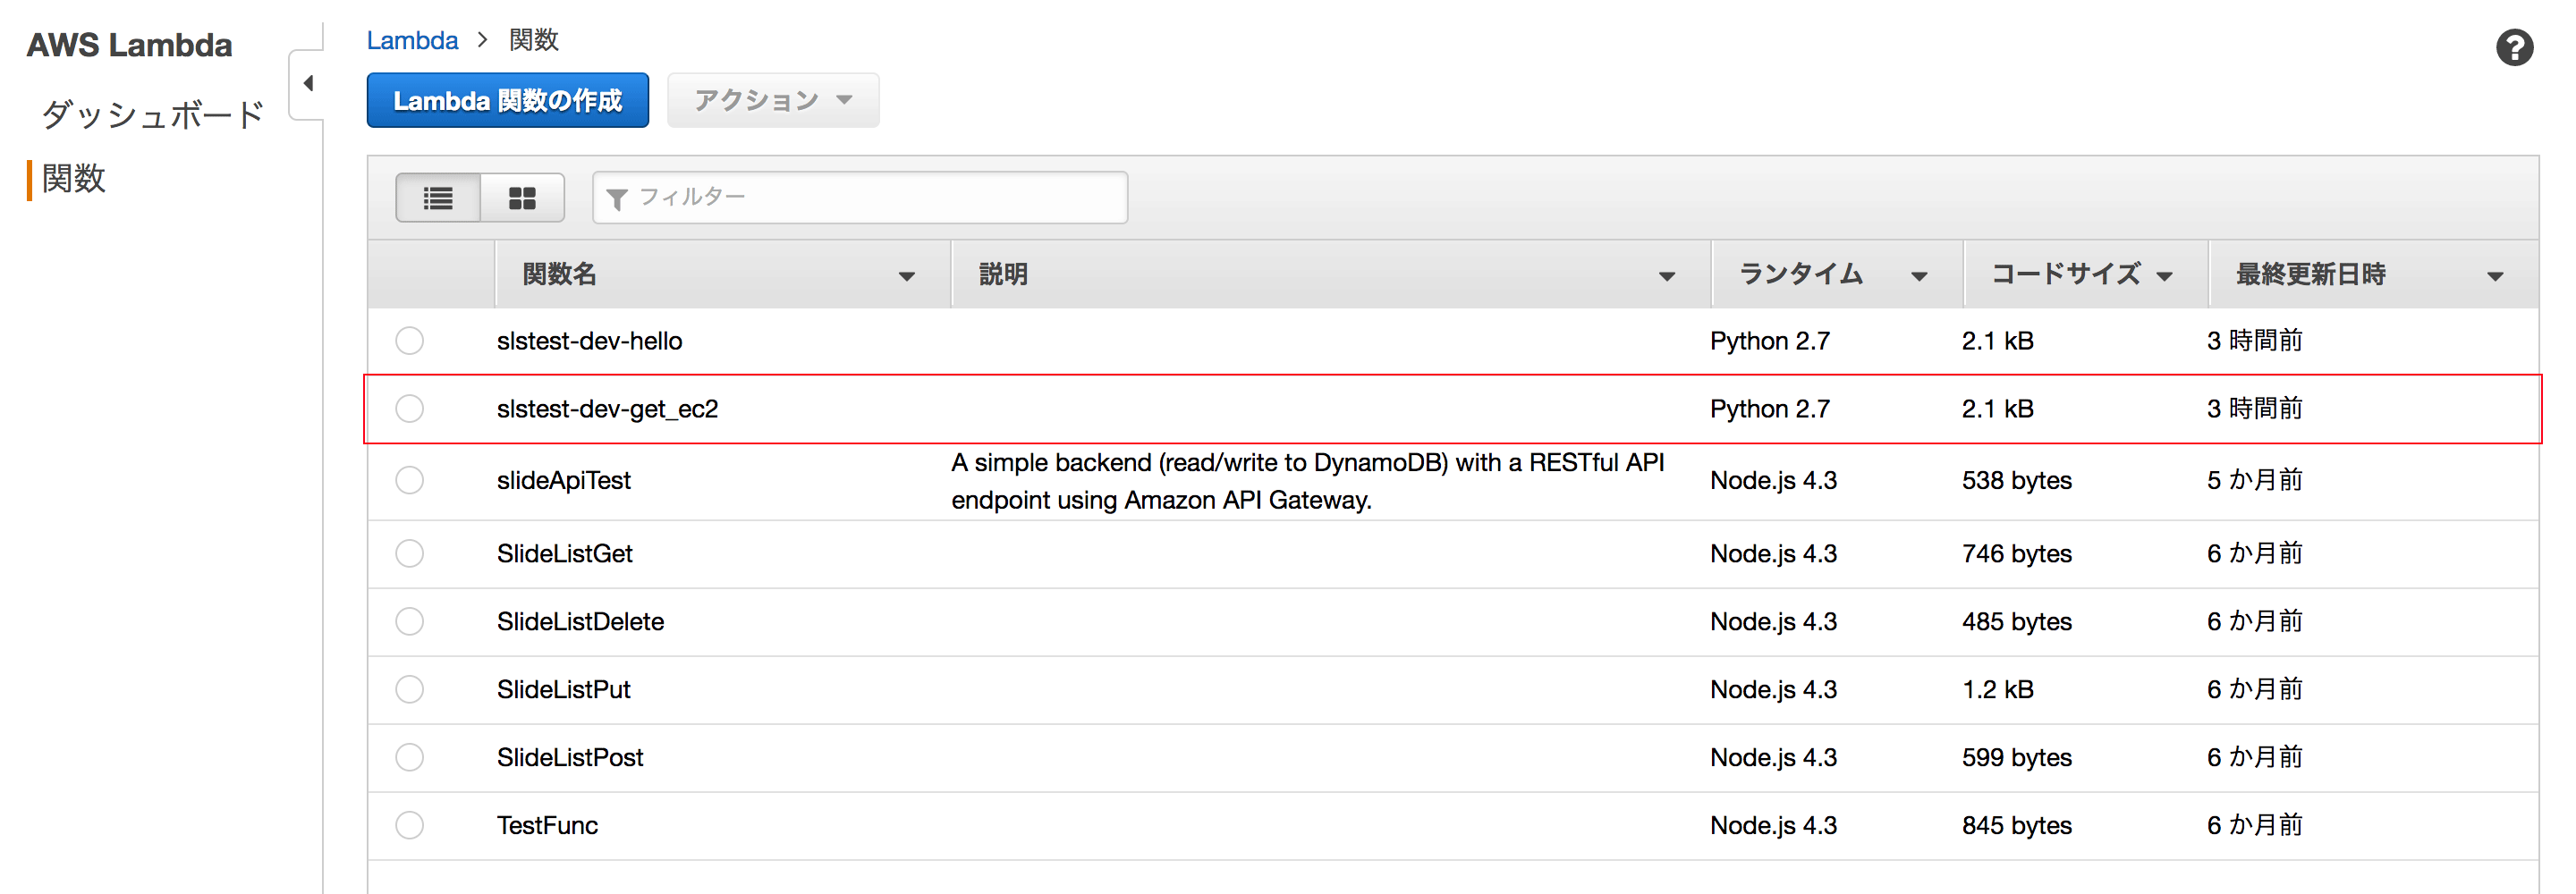 AWS Lambda
ダッシュボード
関数
Lambda > 関数
Lambda 関数の作成 アクション
フィルター
関数名 説明 ランタイム コードサイズ 最終更新日時
slstest-dev-hello Python 2.7 2.1 kB 3 時間前
slstest-dev-get_ec2 Python 2.7 2.1 kB 3 時間前
slideApiTest A simple backend (read/write to DynamoDB) with a RESTful API
endpoint using Amazon API Gateway. Node.js 4.3 538 bytes 5 か月前
SlideListGet Node.js 4.3 746 bytes 6 か月前
SlideListDelete Node.js 4.3 485 bytes 6 か月前
SlideListPut Node.js 4.3 1.2 kB 6 か月前
SlideListPost Node.js 4.3 599 bytes 6 か月前
TestFunc Node.js 4.3 845 bytes 6 か月前